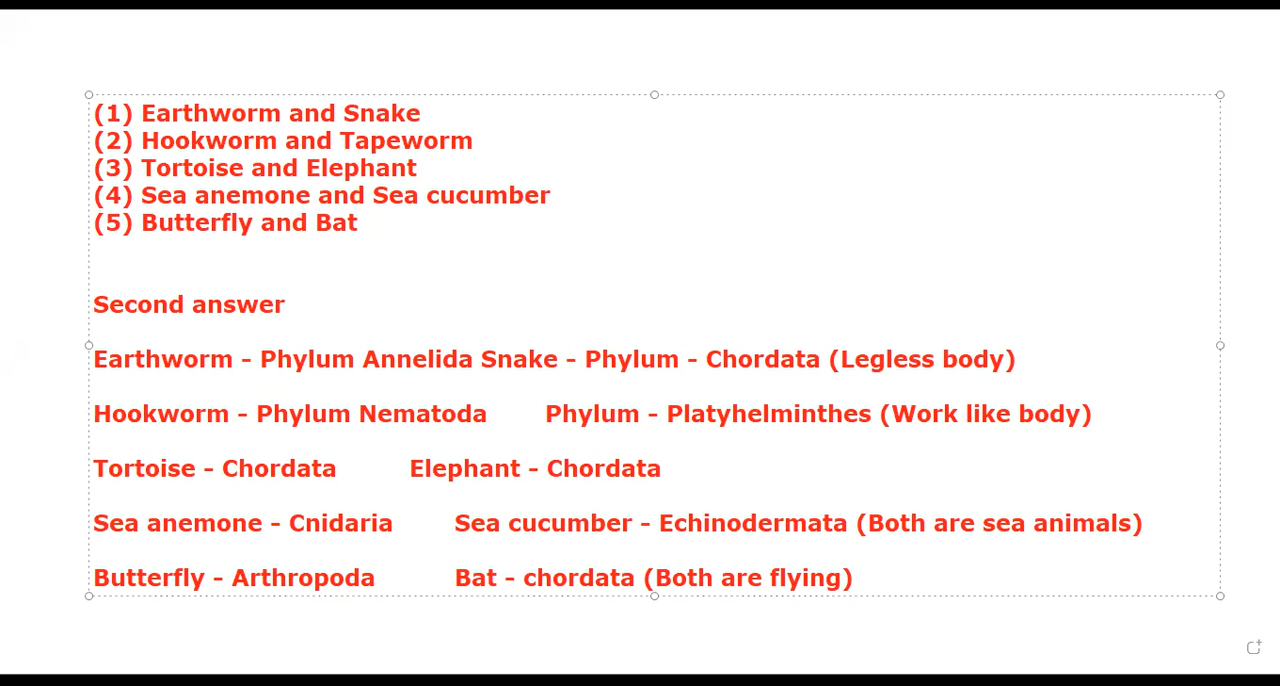 (1) Earthworm and Snake
(2) Hookworm and Tapeworm
(3) Tortoise and Elephant
(4) Sea anemone and Sea cucumber
(5) Butterfly and Bat
Second answer
Earthworm - Phylum Annelida Snake - Phylum - Chordata (Legless body)
Hookworm - Phylum Nematoda Phylum - Platyhelminthes (Work like body)
Tortoise - Chordata Elephant - Chordata
Sea anemone - Cnidaria Sea cucumber - Echinodermata (Both are sea animals)
Butterfly - Arthropoda Bat - chordata (Both are flying)